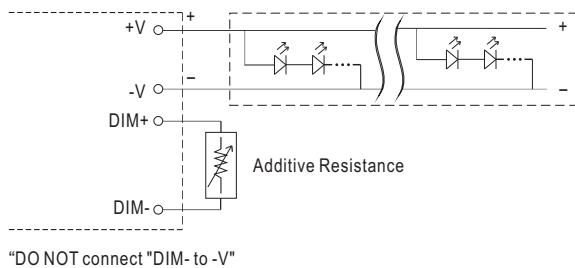 +
+V
+
-V
−
−
DIM+
Additive Resistance
DIM-
“DO NOT connect "DIM- to -V"